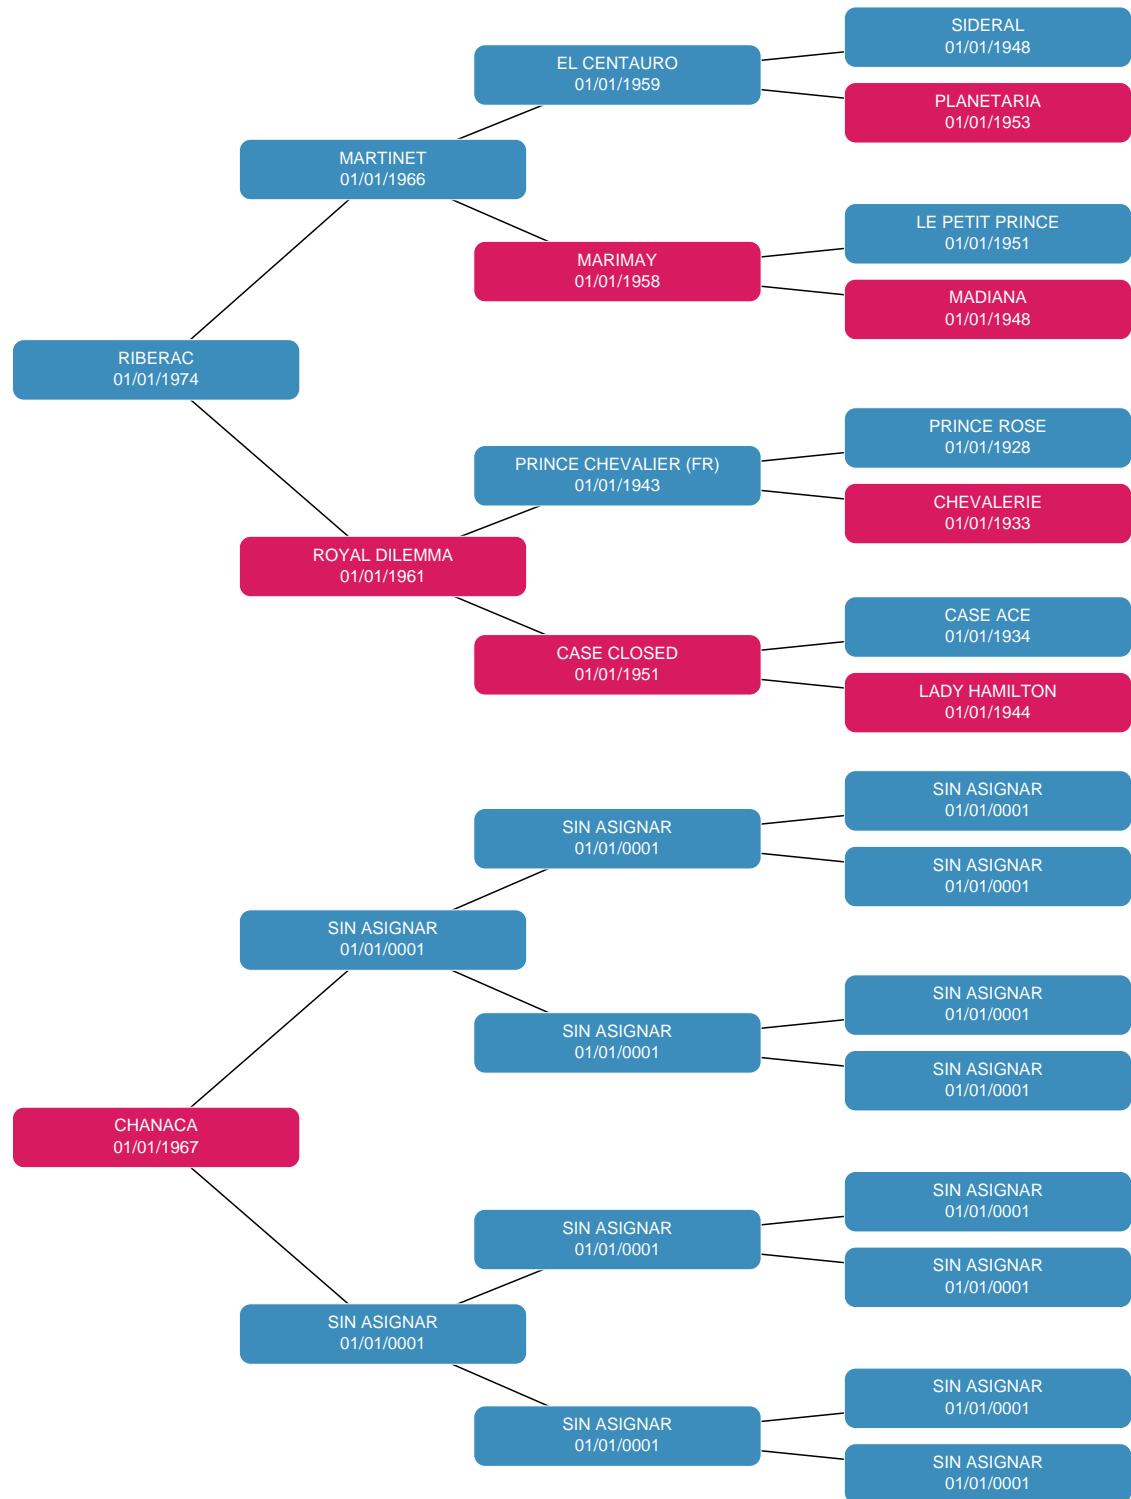 SIDERAL
01/01/1948
EL CENTAURO
01/01/1959
PLANETARIA
01/01/1953
MARTINET
01/01/1966
LE PETIT PRINCE
01/01/1951
MARIMAY
01/01/1958
MADIANA
01/01/1948
RIBERAC
01/01/1974
PRINCE ROSE
01/01/1928
PRINCE CHEVALIER (FR)
01/01/1943
CHEVALERIE
01/01/1933
ROYAL DILEMMA
01/01/1961
CASE ACE
01/01/1934
CASE CLOSED
01/01/1951
LADY HAMILTON
01/01/1944
SIN ASIGNAR
01/01/0001
SIN ASIGNAR
01/01/0001
SIN ASIGNAR
01/01/0001
SIN ASIGNAR
01/01/0001
SIN ASIGNAR
01/01/0001
SIN ASIGNAR
01/01/0001
SIN ASIGNAR
01/01/0001
CHANACA
01/01/1967
SIN ASIGNAR
01/01/0001
SIN ASIGNAR
01/01/0001
SIN ASIGNAR
01/01/0001
SIN ASIGNAR
01/01/0001
SIN ASIGNAR
01/01/0001
SIN ASIGNAR
01/01/0001
SIN ASIGNAR
01/01/0001